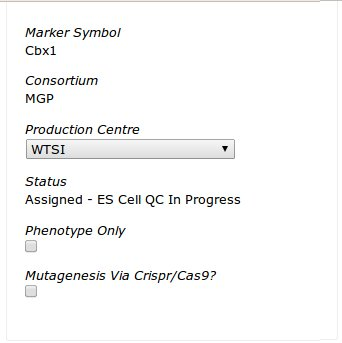 Marker Symbol
Cbx1
Consortium
MGP
Production Centre
WTSI
Status
Assigned - ES Cell QC In Progress
Phenotype Only
Mutagenesis Via Crispr/Cas9?